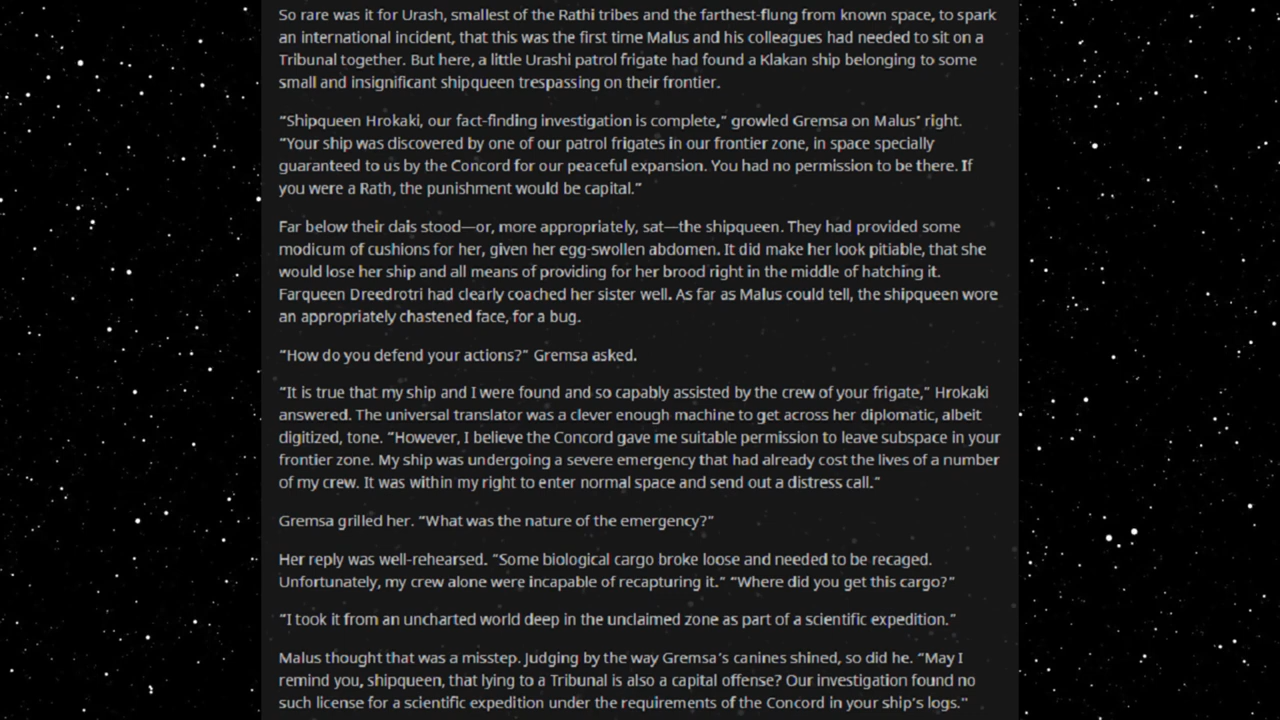 So rare was it for Urash, smallest of the Rathi tribes and the farthest-flung from known space, to spark
an international incident, that this was the first time Malus and his colleagues had needed to sit on a
Tribunal together. But here, a little Urashi patrol frigate had found a Klakan ship belonging to some
small and insignificant shipqueen trespassing on their frontier.
“Shipqueen Hrokaki, our fact-finding investigation is complete,” growled Gremsa on Malus’ right.
“Your ship was discovered by one of our patrol frigates in our frontier zone, in space specially
guaranteed to us by the Concord for our peaceful expansion. You had no permission to be there. If
you were a Rath, the punishment would be capital.”
Far below their dais stood—or, more appropriately, sat—the shipqueen. They had provided some
modicum of cushions for her, given her egg-swollen abdomen. It did make her look pitiable, that she
would lose her ship and all means of providing for her brood right in the middle of hatching it.
Farqueen Dreedrotri had clearly coached her sister well. As far as Malus could tell, the shipqueen wore
an appropriately chastened face, for a bug.
“How do you defend your actions?” Gremsa asked.
“It is true that my ship and I were found and so capably assisted by the crew of your frigate,” Hrokaki
answered. The universal translator was a clever enough machine to get across her diplomatic, albeit
digitized, tone. “However, I believe the Concord gave me suitable permission to leave subspace in your
frontier zone. My ship was undergoing a severe emergency that had already cost the lives of a number
of my crew. It was within my right to enter normal space and send out a distress call.”
Gremsa grilled her. “What was the nature of the emergency?”
Her reply was well-rehearsed. “Some biological cargo broke loose and needed to be recaged.
Unfortunately, my crew alone were incapable of recapturing it.” “Where did you get this cargo?”
“I took it from an uncharted world deep in the unclaimed zone as part of a scientific expedition.”
Malus thought that was a misstep. Judging by the way Gremsa’s canines shined, so did he. “May I
remind you, shipqueen, that lying to a Tribunal is also a capital offense? Our investigation found no
such license for a scientific expedition under the requirements of the Concord in your ship’s logs.”